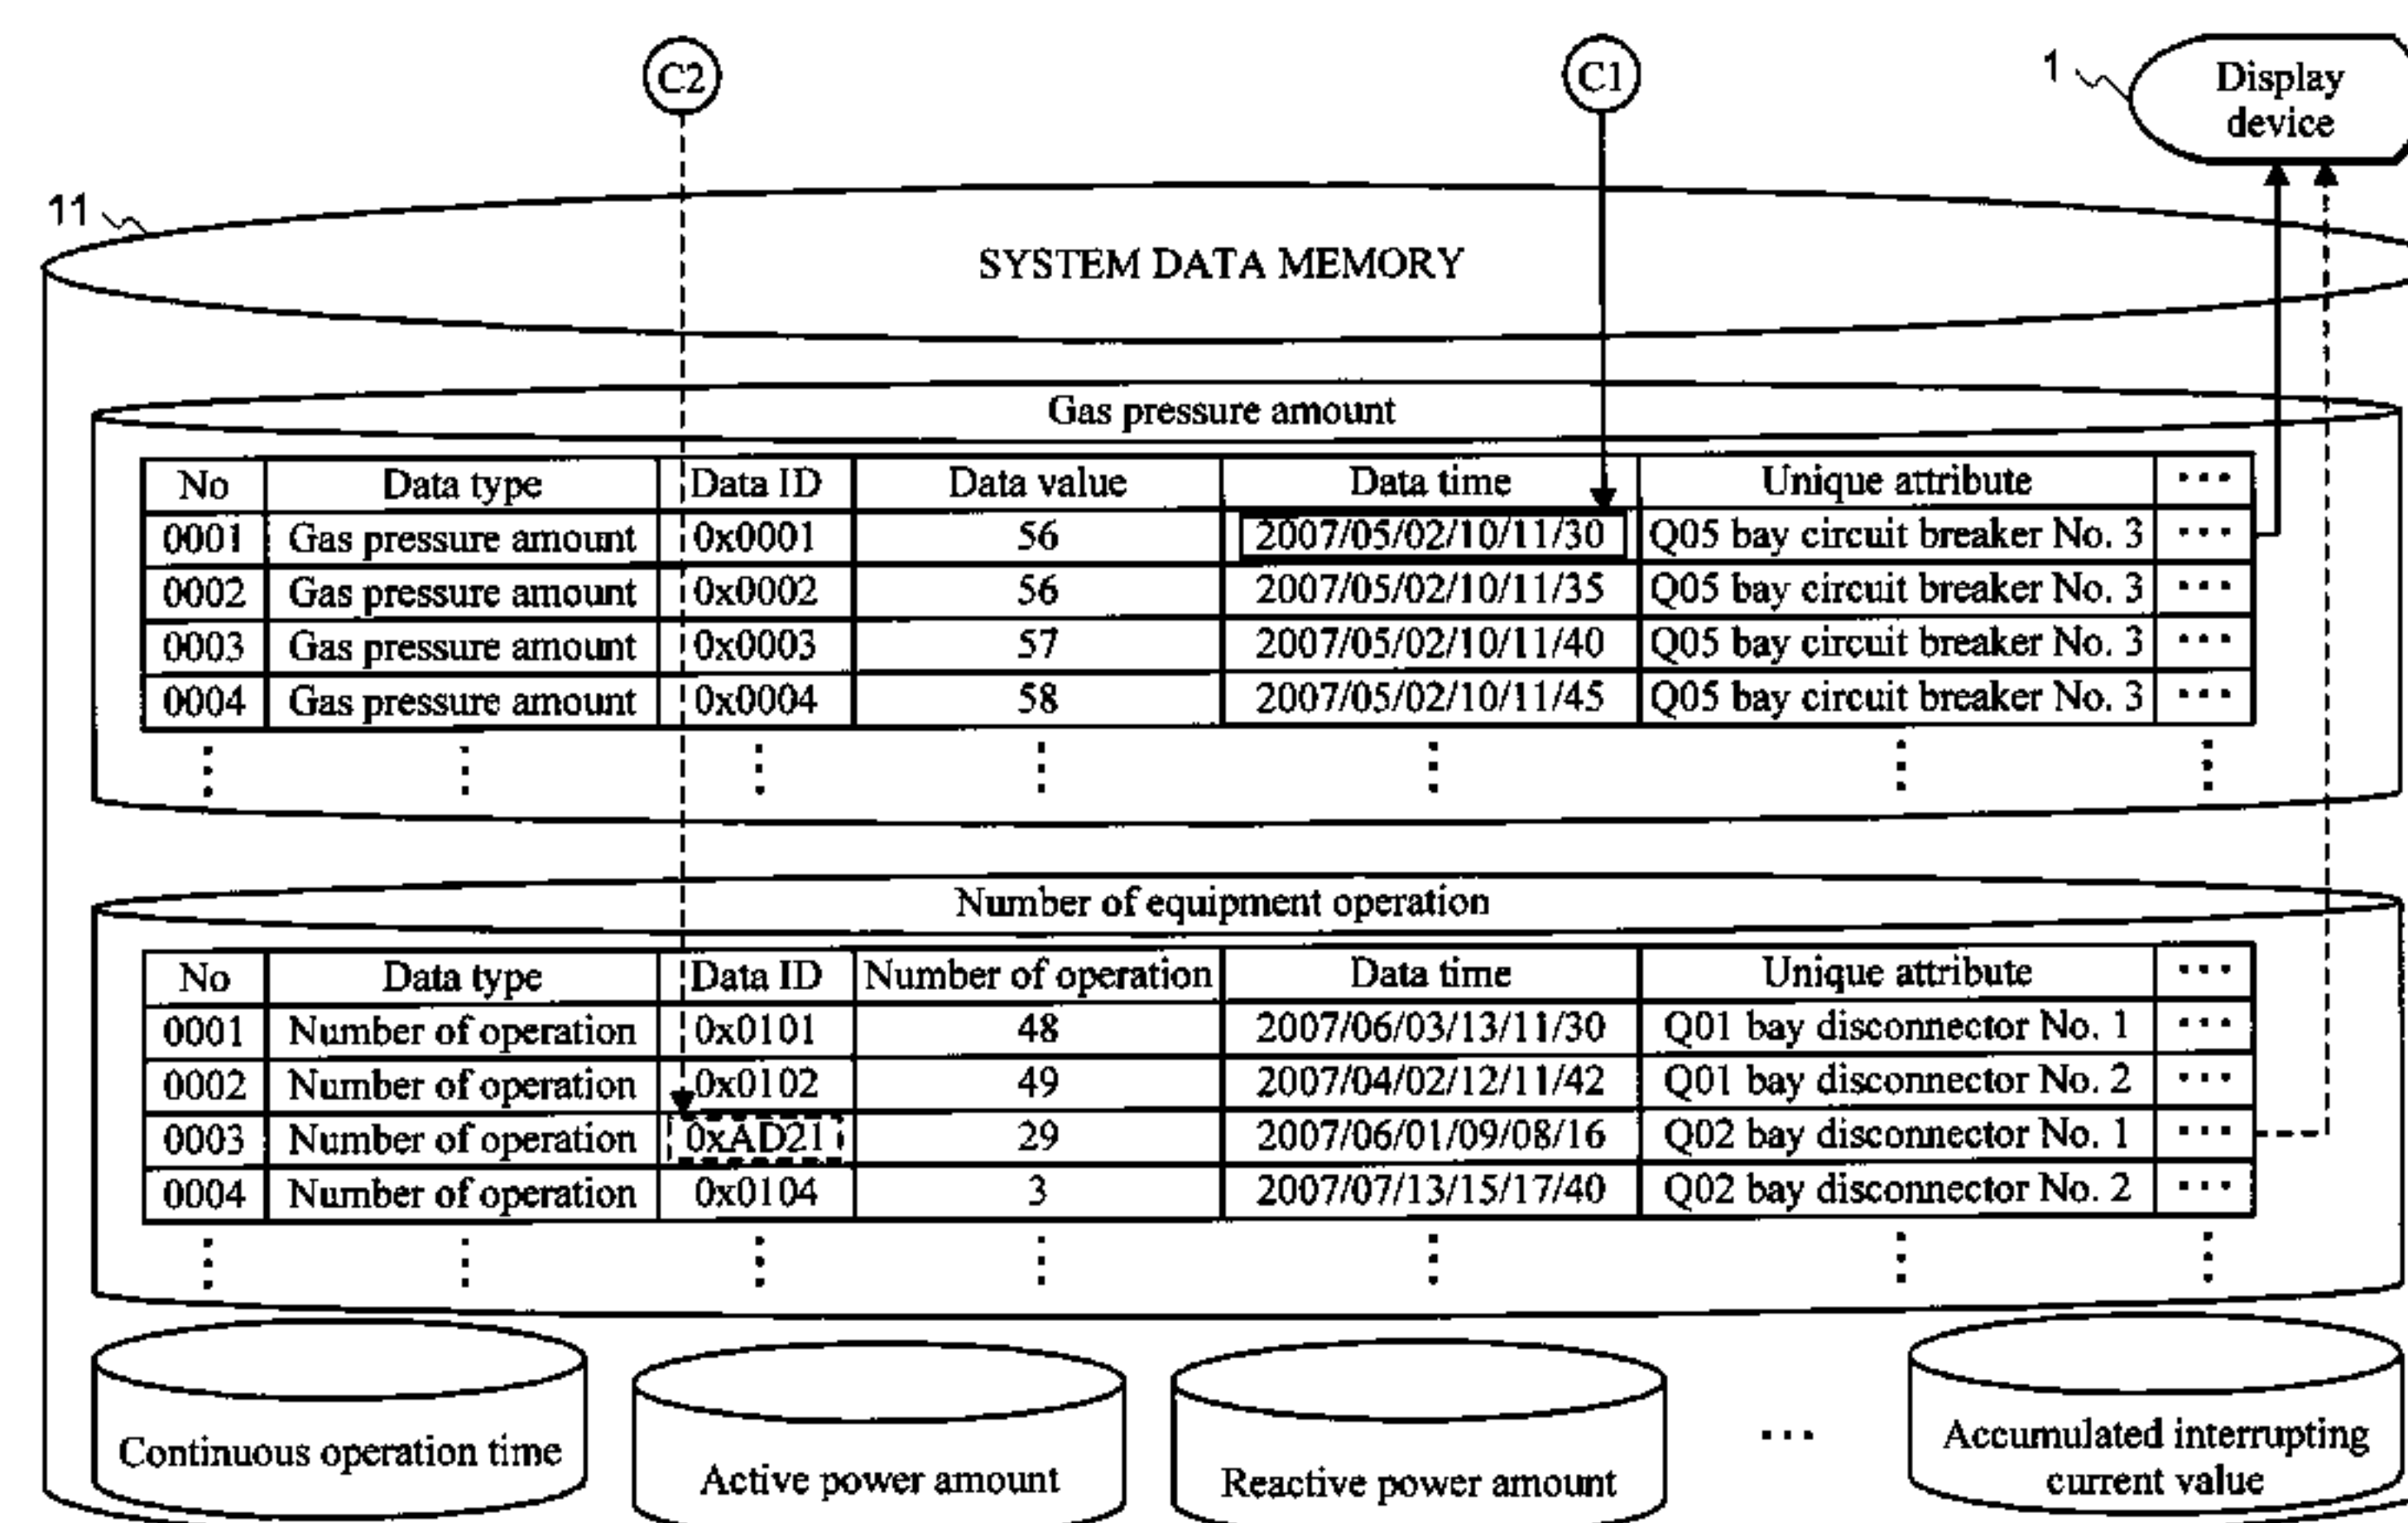 C2
C1
1
Display
device
11
SYSTEM DATA MEMORY
Gas pressure amount
No Data type Data ID Data value Data time Unique attribute ...
0001 Gas pressure amount 0x0001 56 2007/05/02/10/11/30 Q05 bay circuit breaker No. 3 ...
0002 Gas pressure amount 0x0002 56 2007/05/02/10/11/35 Q05 bay circuit breaker No. 3 ...
0003 Gas pressure amount 0x0003 57 2007/05/02/10/11/40 Q05 bay circuit breaker No. 3 ...
0004 Gas pressure amount 0x0004 58 2007/05/02/10/11/45 Q05 bay circuit breaker No. 3 ...
Number of equipment operation
No Data type Data ID Number of operation Data time Unique attribute ...
0001 Number of operation 0x0101 48 2007/06/03/13/11/30 Q01 bay disconnector No. 1 ...
0002 Number of operation 0x0102 49 2007/04/02/12/11/42 Q01 bay disconnector No. 2 ...
0003 Number of operation 0xAD21 29 2007/06/01/09/08/16 Q02 bay disconnector No. 1 ...
0004 Number of operation 0x0104 3 2007/07/13/15/17/40 Q02 bay disconnector No. 2 ...
Continuous operation time
Active power amount
Reactive power amount
...
Accumulated interrupting
current value